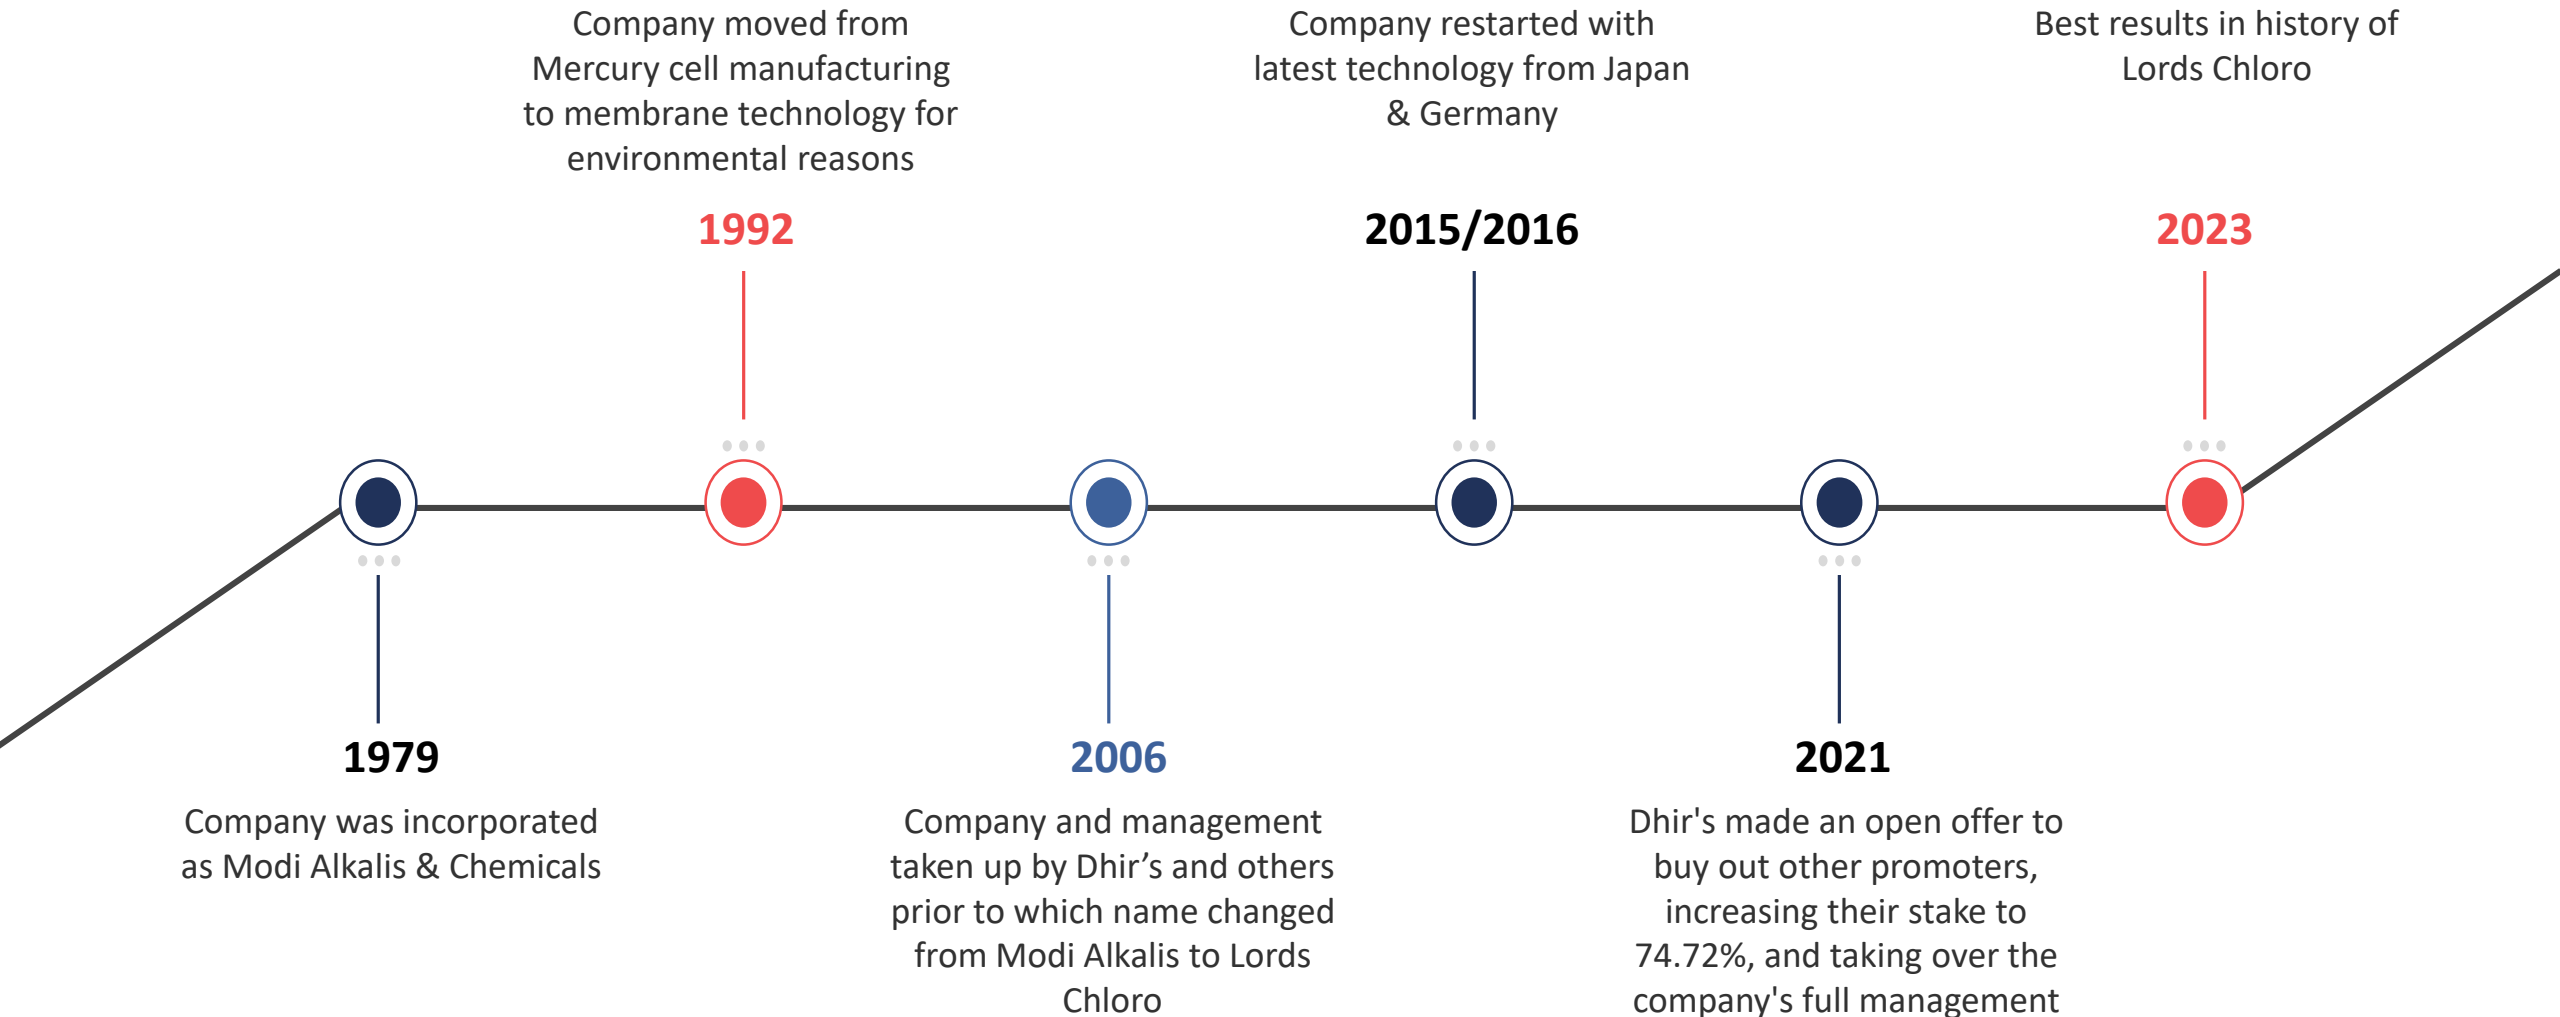 Company moved from
Mercury cell manufacturing
to membrane technology for
environmental reasons
1992
Company restarted with
latest technology from Japan
& Germany
2015/2016
Best results in history of
Lords Chloro
2023
1979
Company was incorporated
as Modi Alkalis & Chemicals
2006
Company and management
taken up by Dhir’s and others
prior to which name changed
from Modi Alkalis to Lords
Chloro
2021
Dhir's made an open offer to
buy out other promoters,
increasing their stake to
74.72%, and taking over the
company's full management